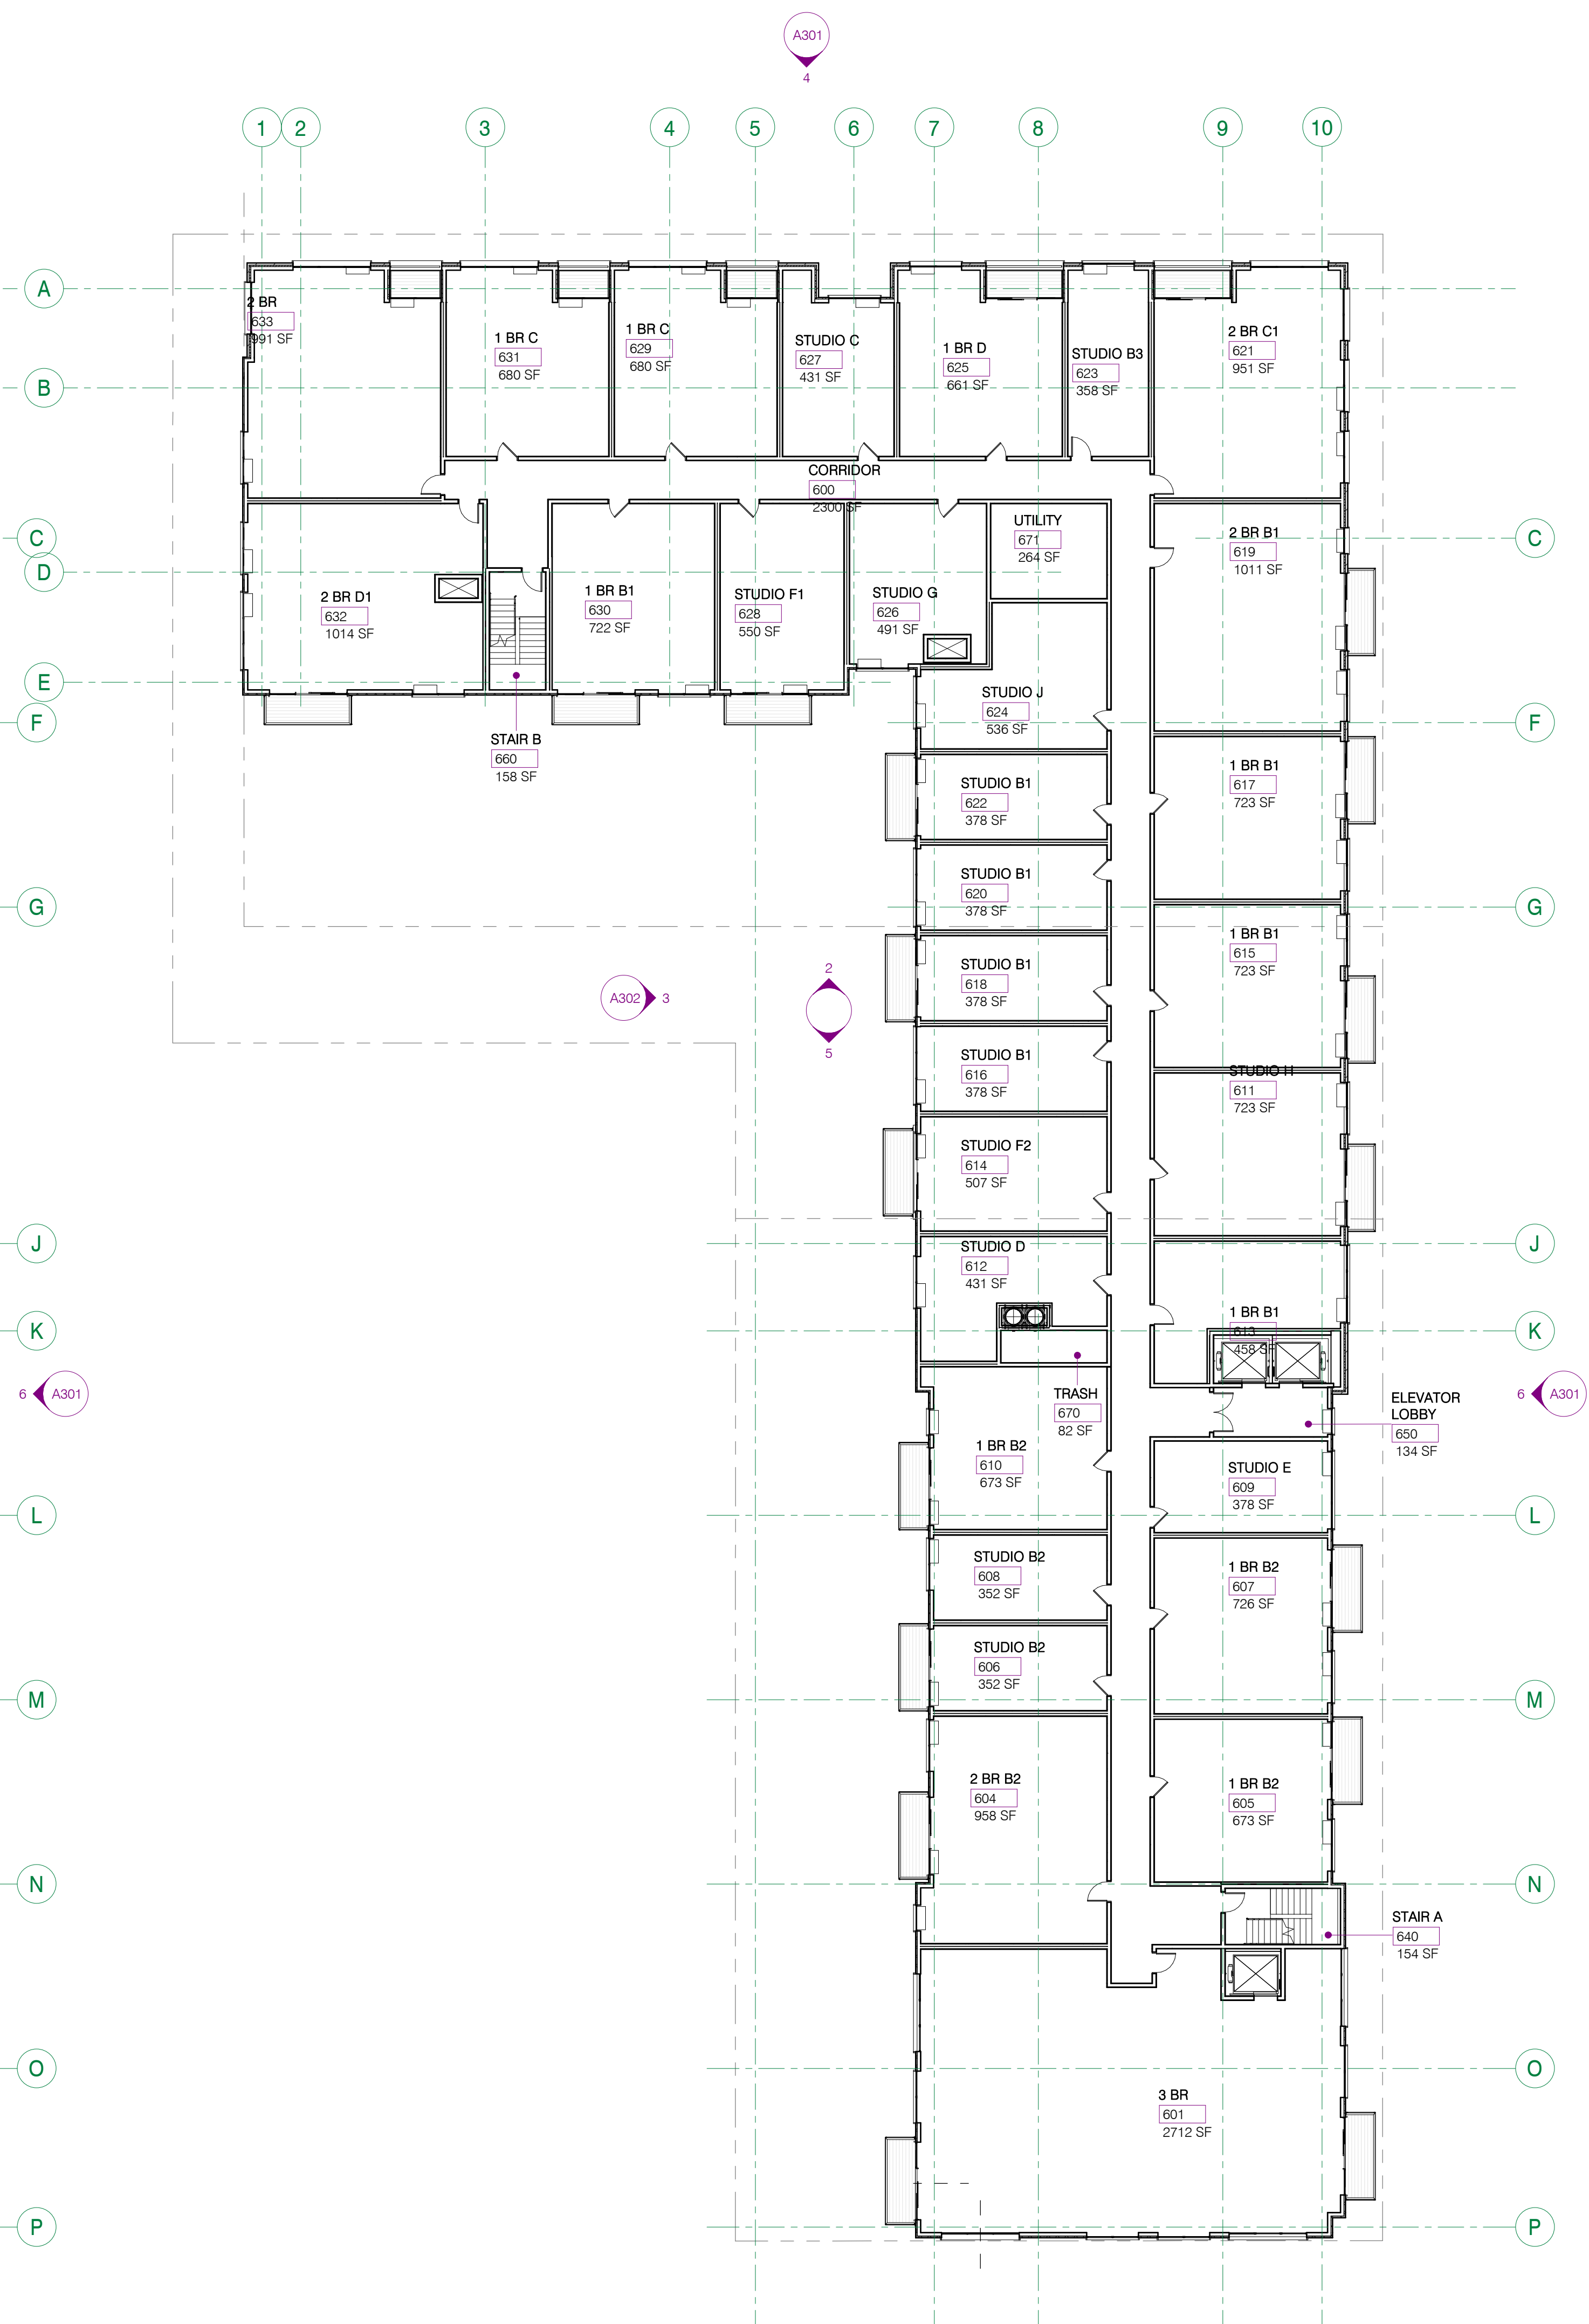 A301
4
1 2 3 4 5 6 7 8 9 10
A
2 BR
633
991 SF
1 BR C
631
680 SF
1 BR C
629
680 SF
STUDIO C
627
431 SF
1 BR D
625
661 SF
STUDIO B3
623
358 SF
2 BR C1
621
951 SF
B
CORRIDOR
600
2300 SF
C
C
D
2 BR D1
632
1014 SF
1 BR B1
630
722 SF
STUDIO F1
628
550 SF
STUDIO G
626
491 SF
UTILITY
671
264 SF
2 BR B1
619
1011 SF
E
F
F
STAIR B
660
158 SF
STUDIO J
624
536 SF
STUDIO B1
622
378 SF
1 BR B1
617
723 SF
G
G
STUDIO B1
620
378 SF
STUDIO B1
618
378 SF
1 BR B1
615
723 SF
A302
3
2
5
STUDIO B1
616
378 SF
STUDIO H
611
723 SF
STUDIO F2
614
507 SF
J
J
STUDIO D
612
431 SF
K
K
1 BR B1
613
458 SF
6
A301
6
A301
TRASH
670
82 SF
ELEVATOR
LOBBY
650
134 SF
1 BR B2
610
673 SF
STUDIO E
609
378 SF
L
L
STUDIO B2
608
352 SF
1 BR B2
607
726 SF
STUDIO B2
606
352 SF
M
M
2 BR B2
604
958 SF
1 BR B2
605
673 SF
N
N
STAIR A
640
154 SF
O
O
3 BR
601
2712 SF
P
P